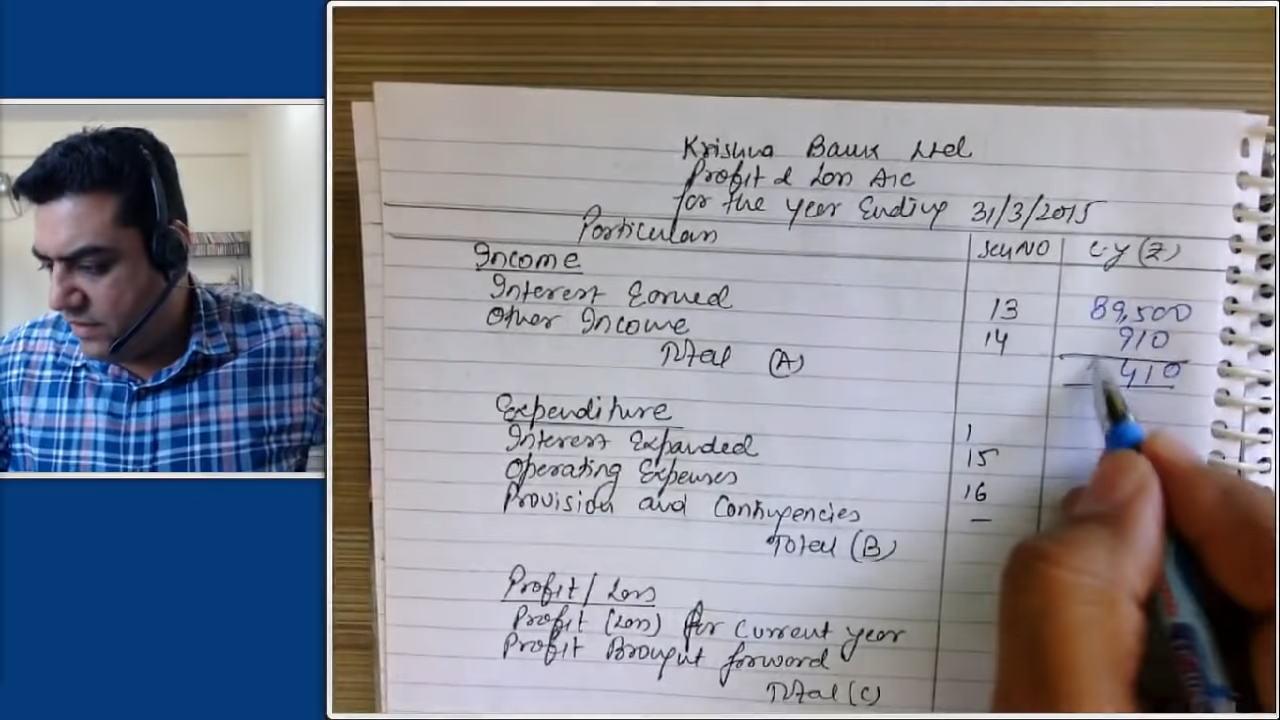 Krishna Bank Ltd
Profit & Loss A/c
for the year Ending 31/3/2015
Particulars Sch NO C.Y (₹)
Income
Interest Earned 13 89,500
Other Income 14 910
Total (A) 410
Expenditure
Interest Expanded 15
Operating Expenses 16
Provision and Contingencies —
Total (B)
Profit / Loss
Profit (Loss) for current year
Profit Brought forward
Total (C)